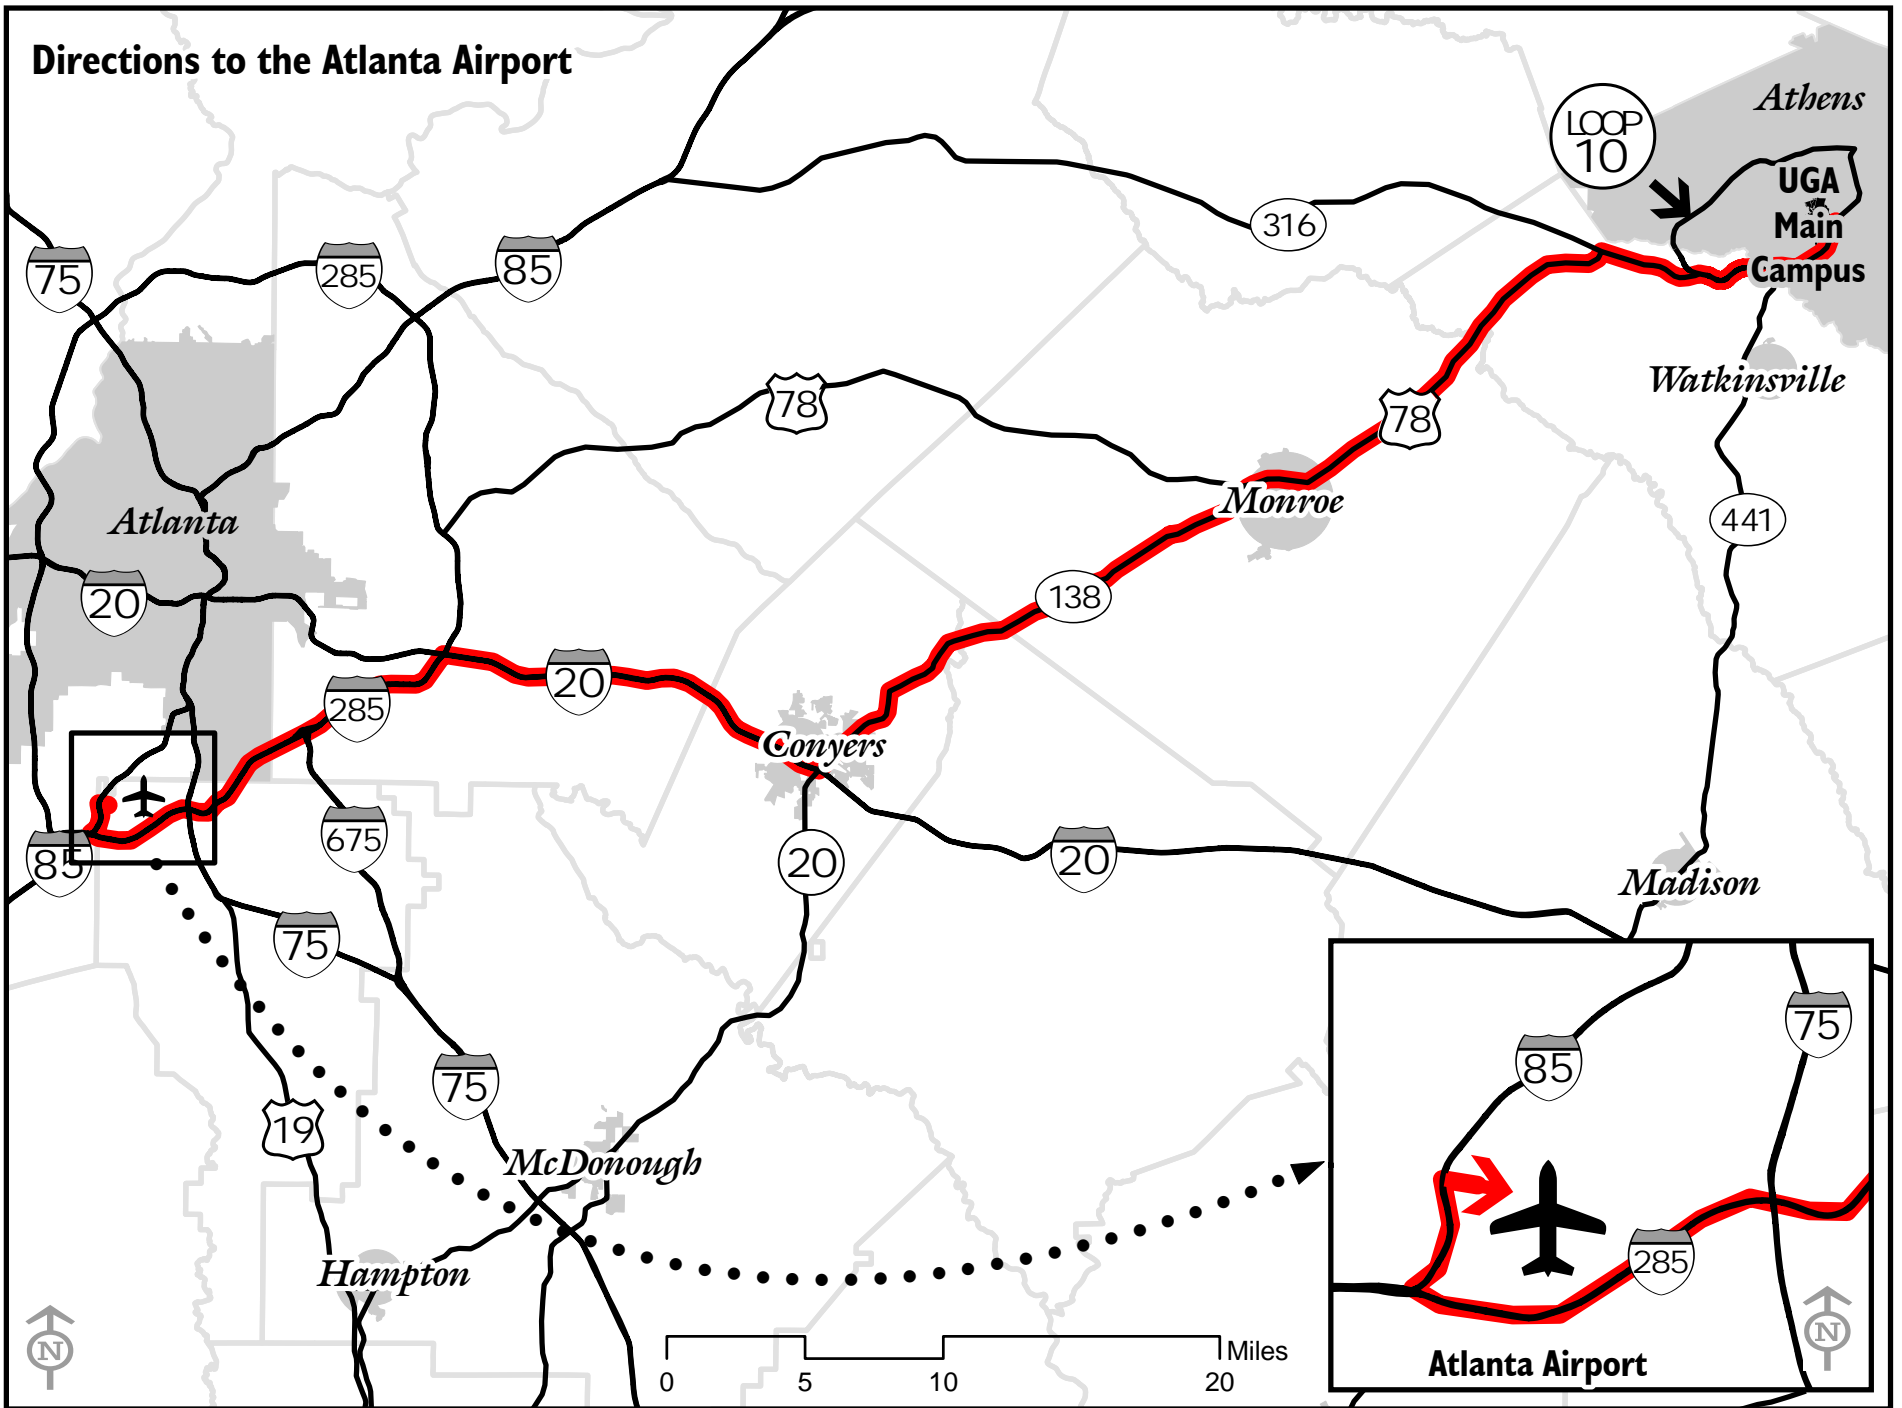 Directions to the Atlanta Airport
Athens
LOOP
10
UGA
Main
Campus
316
75
285
85
Watkinsville
78
78
Monroe
441
Atlanta
20
138
20
285
Conyers
675
85
20
20
Madison
75
75
19
McDonough
Hampton
N
0
5
10
20
Miles
85
75
285
Atlanta Airport
N